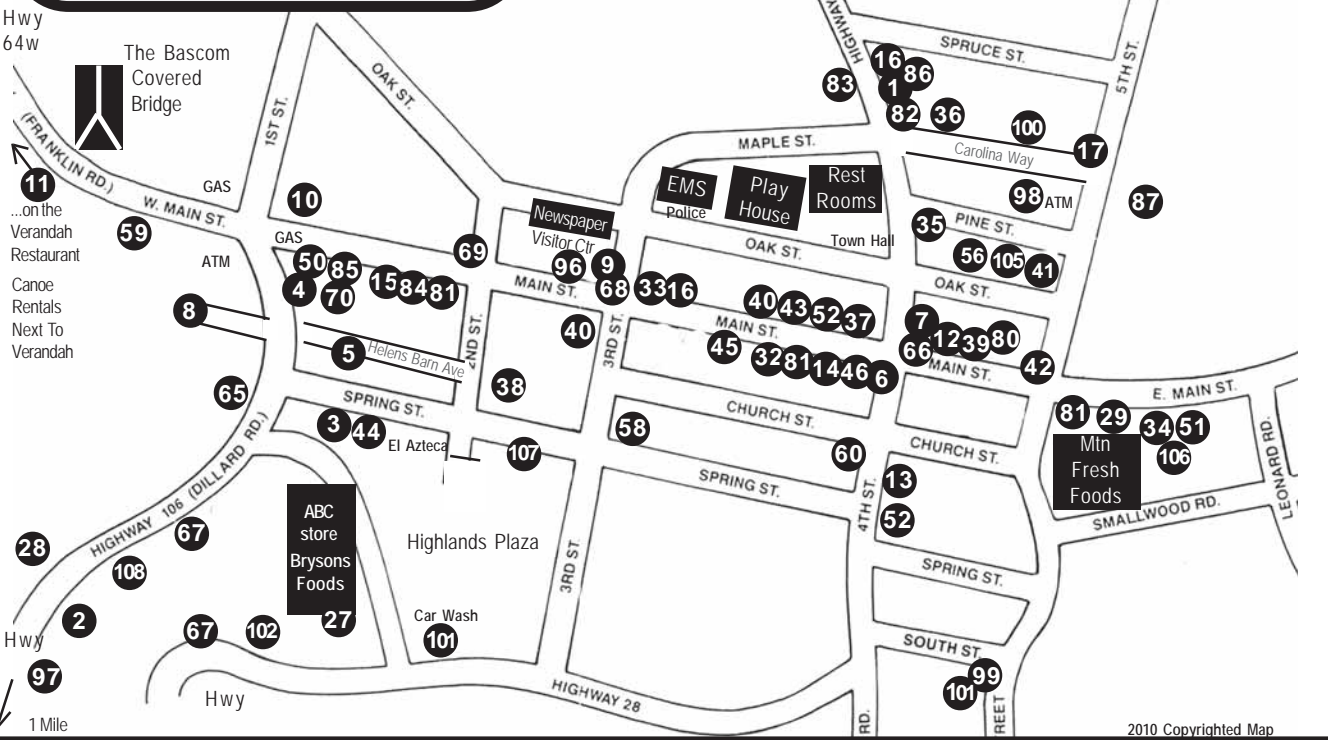 Hwy
64w
The Bascom
Covered
Bridge
(FRANKLIN RD.)
11
...on the
Verandah
Restaurant
Canoe
Rentals
Next To
Verandah
59
W. MAIN ST.
GAS
ATM
1ST ST.
OAK ST.
10
GAS
50
85
4
70
15
84
81
69
8
5
Helens Barn Ave
2ND ST.
65
SPRING ST.
3
44
El Azteca
38
107
HIGHWAY 106 (DILLARD RD.)
67
28
108
2
Hwy
97
1 Mile
ABC
store
Brysons
Foods
27
67
102
Hwy
Highlands Plaza
Car Wash
101
HIGHWAY 28
3RD ST.
Newspaper
Visitor Ctr
96
9
68
MAIN ST.
40
3RD ST.
33
16
EMS
Police
Play
House
Rest
Rooms
Town Hall
MAPLE ST.
OAK ST.
40
43
52
37
MAIN ST.
45
32
81
14
46
6
CHURCH ST.
58
60
SPRING ST.
4TH ST.
13
52
HIGHWAY
83
16
86
1
82
36
100
17
SPRUCE ST.
5TH ST.
Carolina Way
98
ATM
87
35
PINE ST.
56
105
41
OAK ST.
7
12
39
80
66
MAIN ST.
42
E. MAIN ST.
81
29
34
51
106
Mtn
Fresh
Foods
LEONARD RD.
SMALLWOOD RD.
CHURCH ST.
SPRING ST.
SOUTH ST.
99
101
RD.
REET
2010 Copyrighted Map